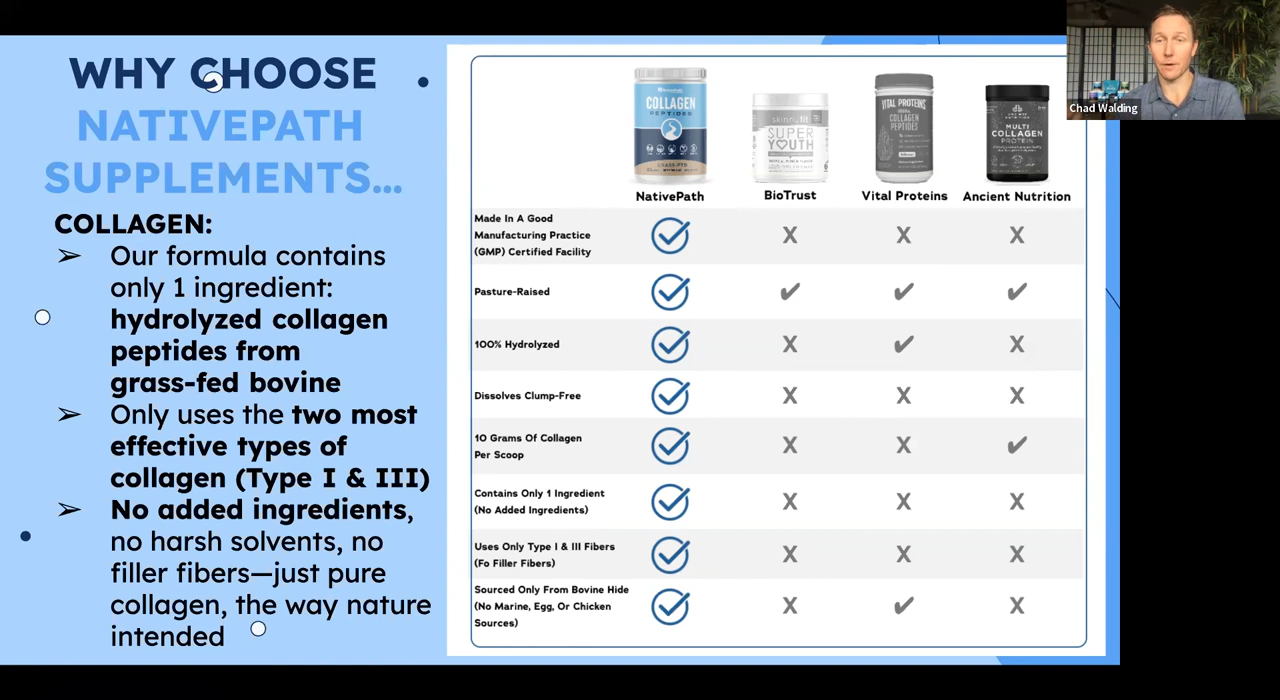 WHY CHOOSE
NATIVEPATH
SUPPLEMENTS...
COLLAGEN:
➢ Our formula contains
only 1 ingredient:
hydrolyzed collagen
peptides from
grass-fed bovine
➢ Only uses the two most
effective types of
collagen (Type I & III)
➢ No added ingredients,
no harsh solvents, no
filler fibers—just pure
collagen, the way nature
intended
COLLAGEN
PEPTIDES
GRASS-FED
skinny fit
SUPER
YOUTH
VITAL PROTEINS
COLLAGEN
PEPTIDES
MULTI
COLLAGEN
PROTEIN
Chad Walding
NativePath BioTrust Vital Proteins Ancient Nutrition
Made In A Good
Manufacturing Practice
(GMP) Certified Facility
X X X
Pasture-Raised
✔ ✔ ✔
100% Hydrolyzed
X ✔ X
Dissolves Clump-Free
X X X
10 Grams Of Collagen
Per Scoop
X X ✔
Contains Only 1 Ingredient
(No Added Ingredients)
X X X
Uses Only Type I & III Fibers
(Fo Filler Fibers)
X X X
Sourced Only From Bovine Hide
(No Marine, Egg, Or Chicken
Sources)
X ✔ X